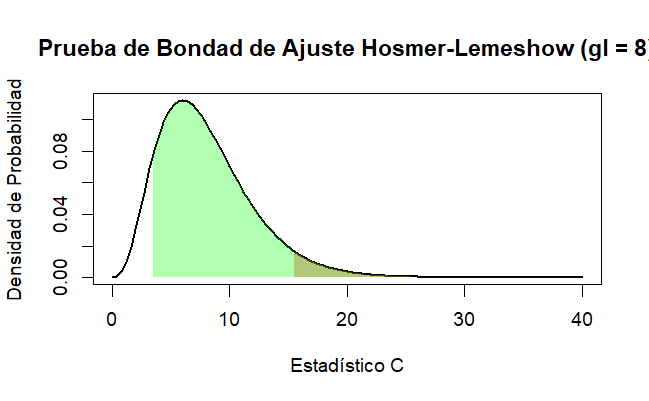 Prueba de Bondad de Ajuste Hosmer-Lemeshow (gl = 8)
Densidad de Probabilidad
0.00 0.04 0.08
0 10 20 30 40
Estadístico C